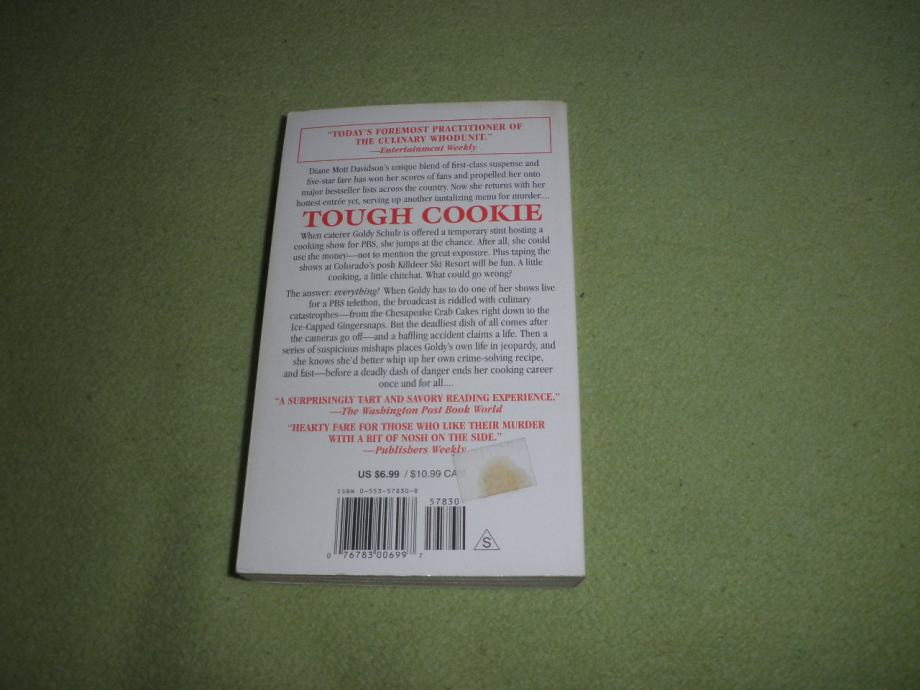 "TODAY'S FOREMOST PRACTITIONER OF
THE CULINARY WHODUNIT."
—Entertainment Weekly
Diane Mott Davidson's unique blend of first-class suspense and
five-star fare has won her scores of fans and propelled her onto
major bestseller lists across the country. Now she returns with her
hottest entrée yet, serving up another tantalizing menu for murder....
TOUGH COOKIE
When caterer Goldy Schulz is offered a temporary stint hosting a
cooking show for PBS, she jumps at the chance. After all, she could
use the money—not to mention the great exposure. Plus taping the
shows at Colorado's posh Killdeer Ski Resort will be fun. A little
cooking, a little chitchat. What could go wrong?
The answer: everything! When Goldy has to do one of her shows live
for a PBS telethon, the broadcast is riddled with culinary
catastrophes—from the Chesapeake Crab Cakes right down to the
Ice-Capped Gingersnaps. But the deadliest dish of all comes after
the cameras go off—and a baffling accident claims a life. Then a
series of suspicious mishaps places Goldy's own life in jeopardy, and
she knows she'd better whip up her own crime-solving recipe,
and fast—before a deadly dash of danger ends her cooking career
once and for all....
"A SURPRISINGLY TART AND SAVORY READING EXPERIENCE."
—The Washington Post Book World
"HEARTY FARE FOR THOSE WHO LIKE THEIR MURDER
WITH A BIT OF NOSH ON THE SIDE."
—Publishers Weekly
US $6.99 / $10.99 CA
ISBN 0-553-57830-8
57830
0 76783 00699 7
S